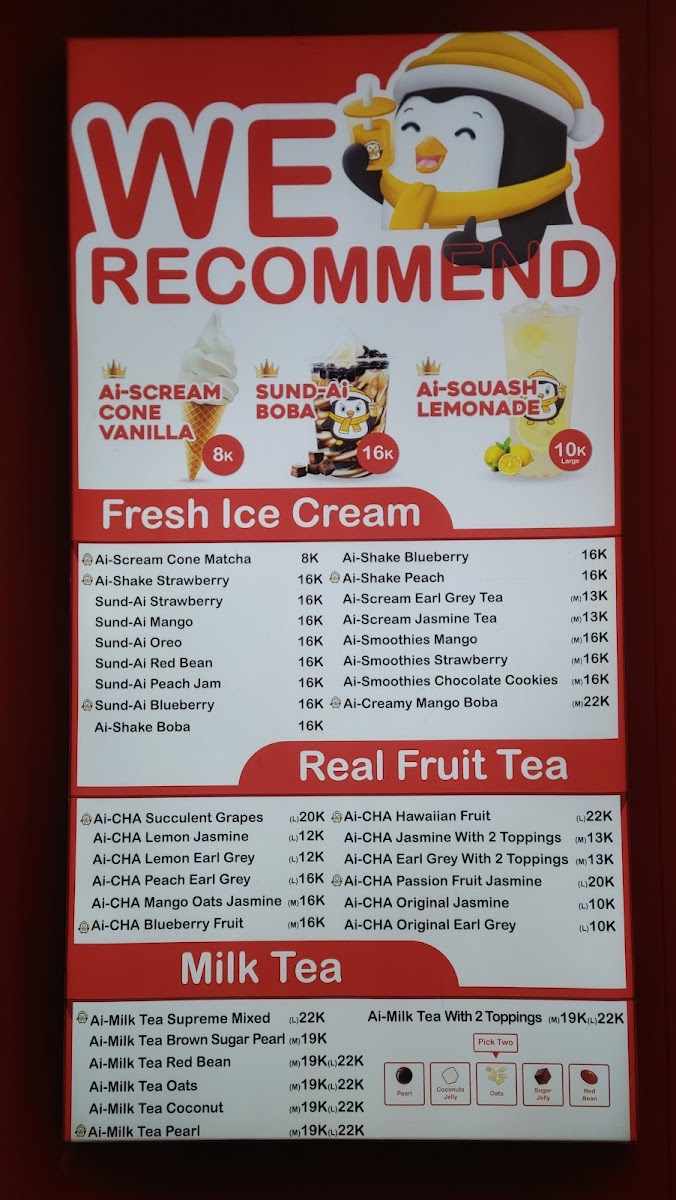 WE
RECOMMEND
Ai-SCREAM
CONE
VANILLA
8K
SUND-Ai
BOBA
16K
Ai-SQUASH
LEMONADE
10K
Large
Fresh Ice Cream
Ai-Scream Cone Matcha 8K
Ai-Shake Strawberry 16K
Sund-Ai Strawberry 16K
Sund-Ai Mango 16K
Sund-Ai Oreo 16K
Sund-Ai Red Bean 16K
Sund-Ai Peach Jam 16K
Sund-Ai Blueberry 16K
Ai-Shake Boba 16K
Ai-Shake Blueberry 16K
Ai-Shake Peach 16K
Ai-Scream Earl Grey Tea (M)13K
Ai-Scream Jasmine Tea (M)13K
Ai-Smoothies Mango (M)16K
Ai-Smoothies Strawberry (M)16K
Ai-Smoothies Chocolate Cookies (M)16K
Ai-Creamy Mango Boba (M)22K
Real Fruit Tea
Ai-CHA Succulent Grapes (L)20K
Ai-CHA Lemon Jasmine (L)12K
Ai-CHA Lemon Earl Grey (L)12K
Ai-CHA Peach Earl Grey (L)16K
Ai-CHA Mango Oats Jasmine (M)16K
Ai-CHA Blueberry Fruit (M)16K
Ai-CHA Hawaiian Fruit (L)22K
Ai-CHA Jasmine With 2 Toppings (M)13K
Ai-CHA Earl Grey With 2 Toppings (M)13K
Ai-CHA Passion Fruit Jasmine (L)20K
Ai-CHA Original Jasmine (L)10K
Ai-CHA Original Earl Grey (L)10K
Milk Tea
Ai-Milk Tea Supreme Mixed (L)22K
Ai-Milk Tea Brown Sugar Pearl (M)19K
Ai-Milk Tea Red Bean (M)19K(L)22K
Ai-Milk Tea Oats (M)19K(L)22K
Ai-Milk Tea Coconut (M)19K(L)22K
Ai-Milk Tea Pearl (M)19K(L)22K
Ai-Milk Tea With 2 Toppings (M)19K(L)22K
Pick Two
Pearl
Coconuts
Jelly
Oats
Sugar
Jelly
Red
Bean